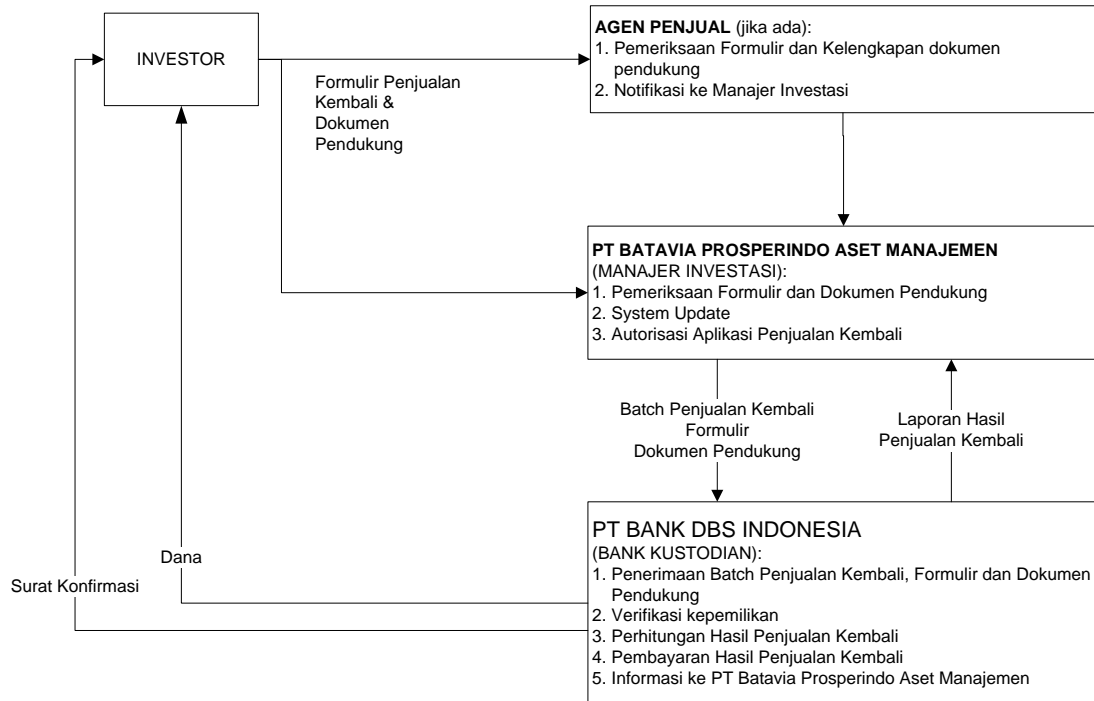 INVESTOR
Formulir Penjualan
Kembali &
Dokumen
Pendukung
AGEN PENJUAL (jika ada):
1. Pemeriksaan Formulir dan Kelengkapan dokumen
pendukung
2. Notifikasi ke Manajer Investasi
PT BATAVIA PROSPERINDO ASET MANAJEMEN
(MANAJER INVESTASI):
1. Pemeriksaan Formulir dan Dokumen Pendukung
2. System Update
3. Autorisasi Aplikasi Penjualan Kembali
Batch Penjualan Kembali
Formulir
Dokumen Pendukung
Laporan Hasil
Penjualan Kembali
PT BANK DBS INDONESIA
(BANK KUSTODIAN):
1. Penerimaan Batch Penjualan Kembali, Formulir dan Dokumen
Pendukung
2. Verifikasi kepemilikan
3. Perhitungan Hasil Penjualan Kembali
4. Pembayaran Hasil Penjualan Kembali
5. Informasi ke PT Batavia Prosperindo Aset Manajemen
Dana
Surat Konfirmasi